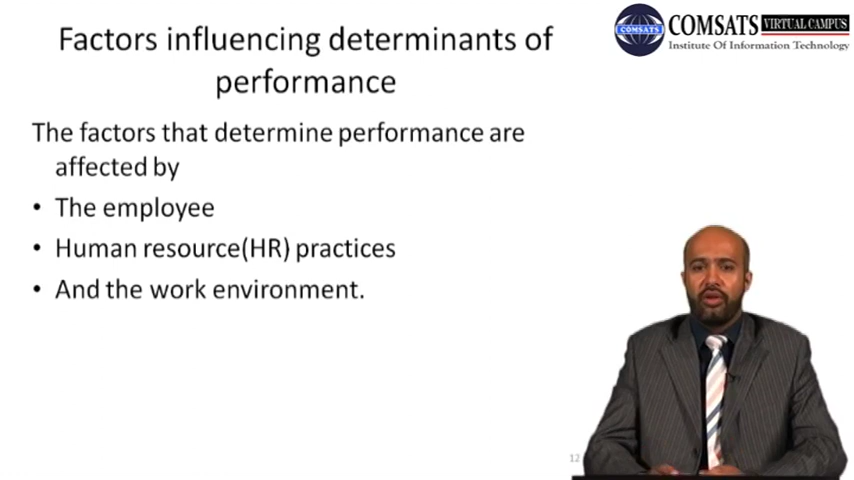 Factors influencing determinants of
performance
COMSATS
COMSATS VIRTUAL CAMPUS
Institute Of Information Technology
The factors that determine performance are
affected by
• The employee
• Human resource(HR) practices
• And the work environment.
12